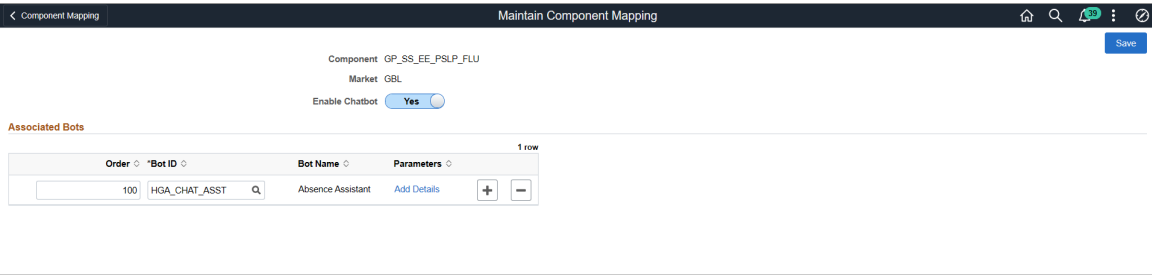 Component Mapping
Maintain Component Mapping
39
Save
Component GP_SS_EE_PSLP_FLU
Market GBL
Enable Chatbot Yes
Associated Bots
1 row
Order *Bot ID Bot Name Parameters
100 HGA_CHAT_ASST Absence Assistant Add Details